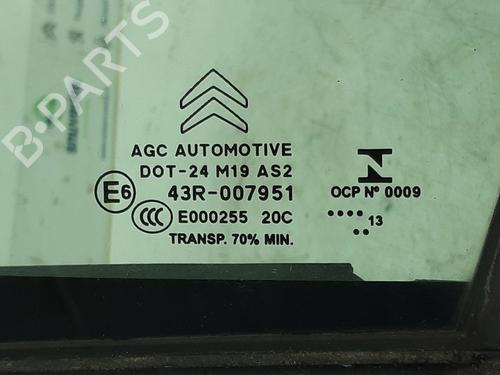 B-PARTS
AGC AUTOMOTIVE
DOT-24 M19 AS2
E6 43R-007951
CCC E000255 20C
TRANSP. 70% MIN.
OCP Nº 0009
..... 13
..